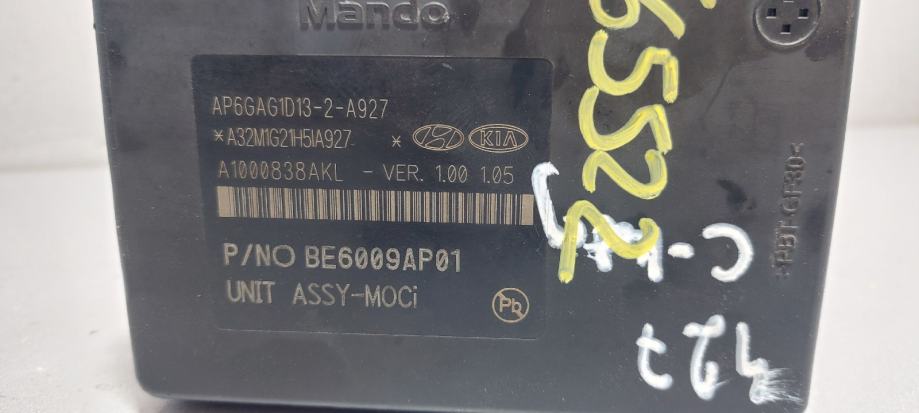 Mando
AP6GAG1D13-2-A927
*A32M1G21H5IA927 *
KIA
A1000838AKL - VER. 1.00 1.05
P/NO BE6009AP01
UNIT ASSY-MOCi
Pb
>PBT-GF30<